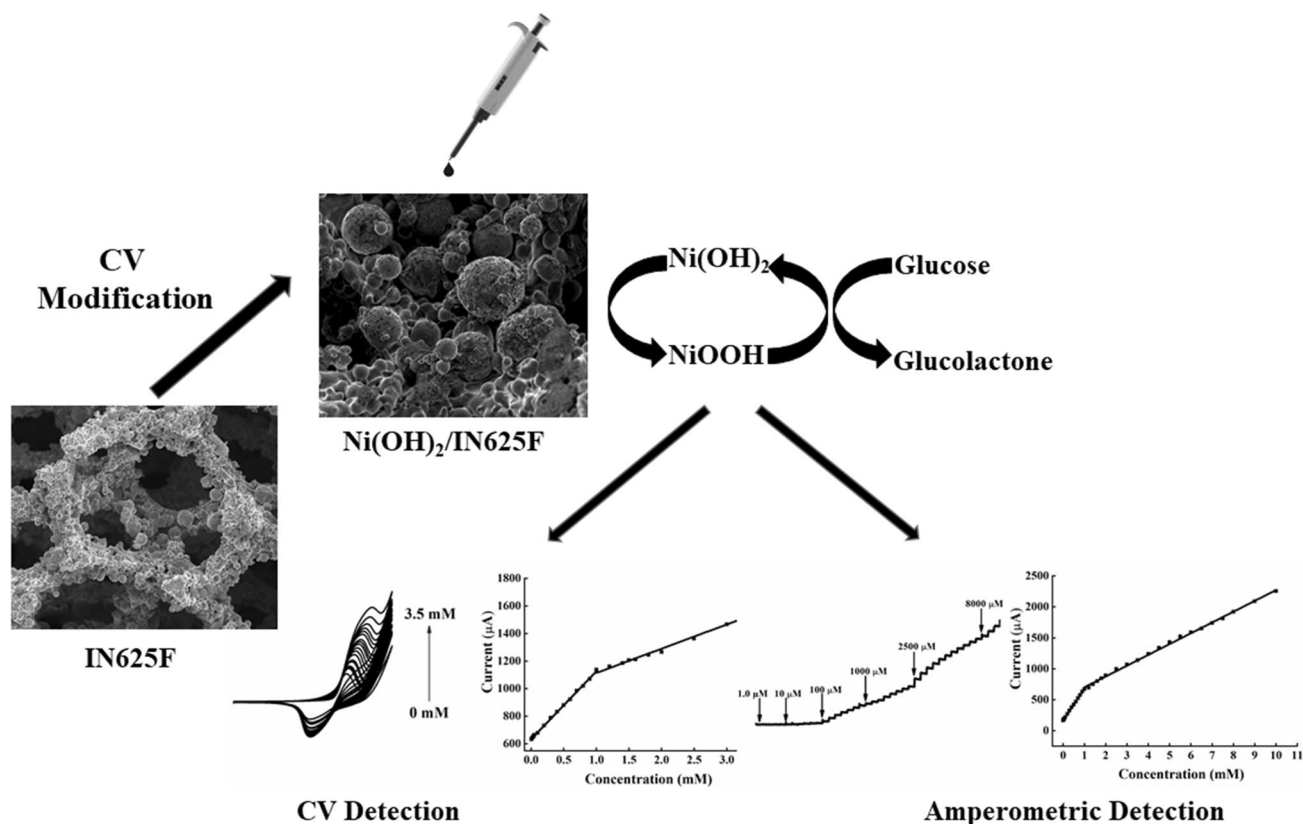 CV
Modification
Ni(OH)₂
Glucose
NiOOH
Glucolactone
Ni(OH)₂/IN625F
IN625F
3.5 mM
0 mM
Current (μA)
1800
1600
1400
1200
1000
800
600
0.0 0.5 1.0 1.5 2.0 2.5 3.0
Concentration (mM)
1.0 μM
10 μM
100 μM
1000 μM
2500 μM
8000 μM
Current (μA)
2500
2000
1500
1000
500
0
0 1 2 3 4 5 6 7 8 9 10 11
Concentration (mM)
CV Detection
Amperometric Detection